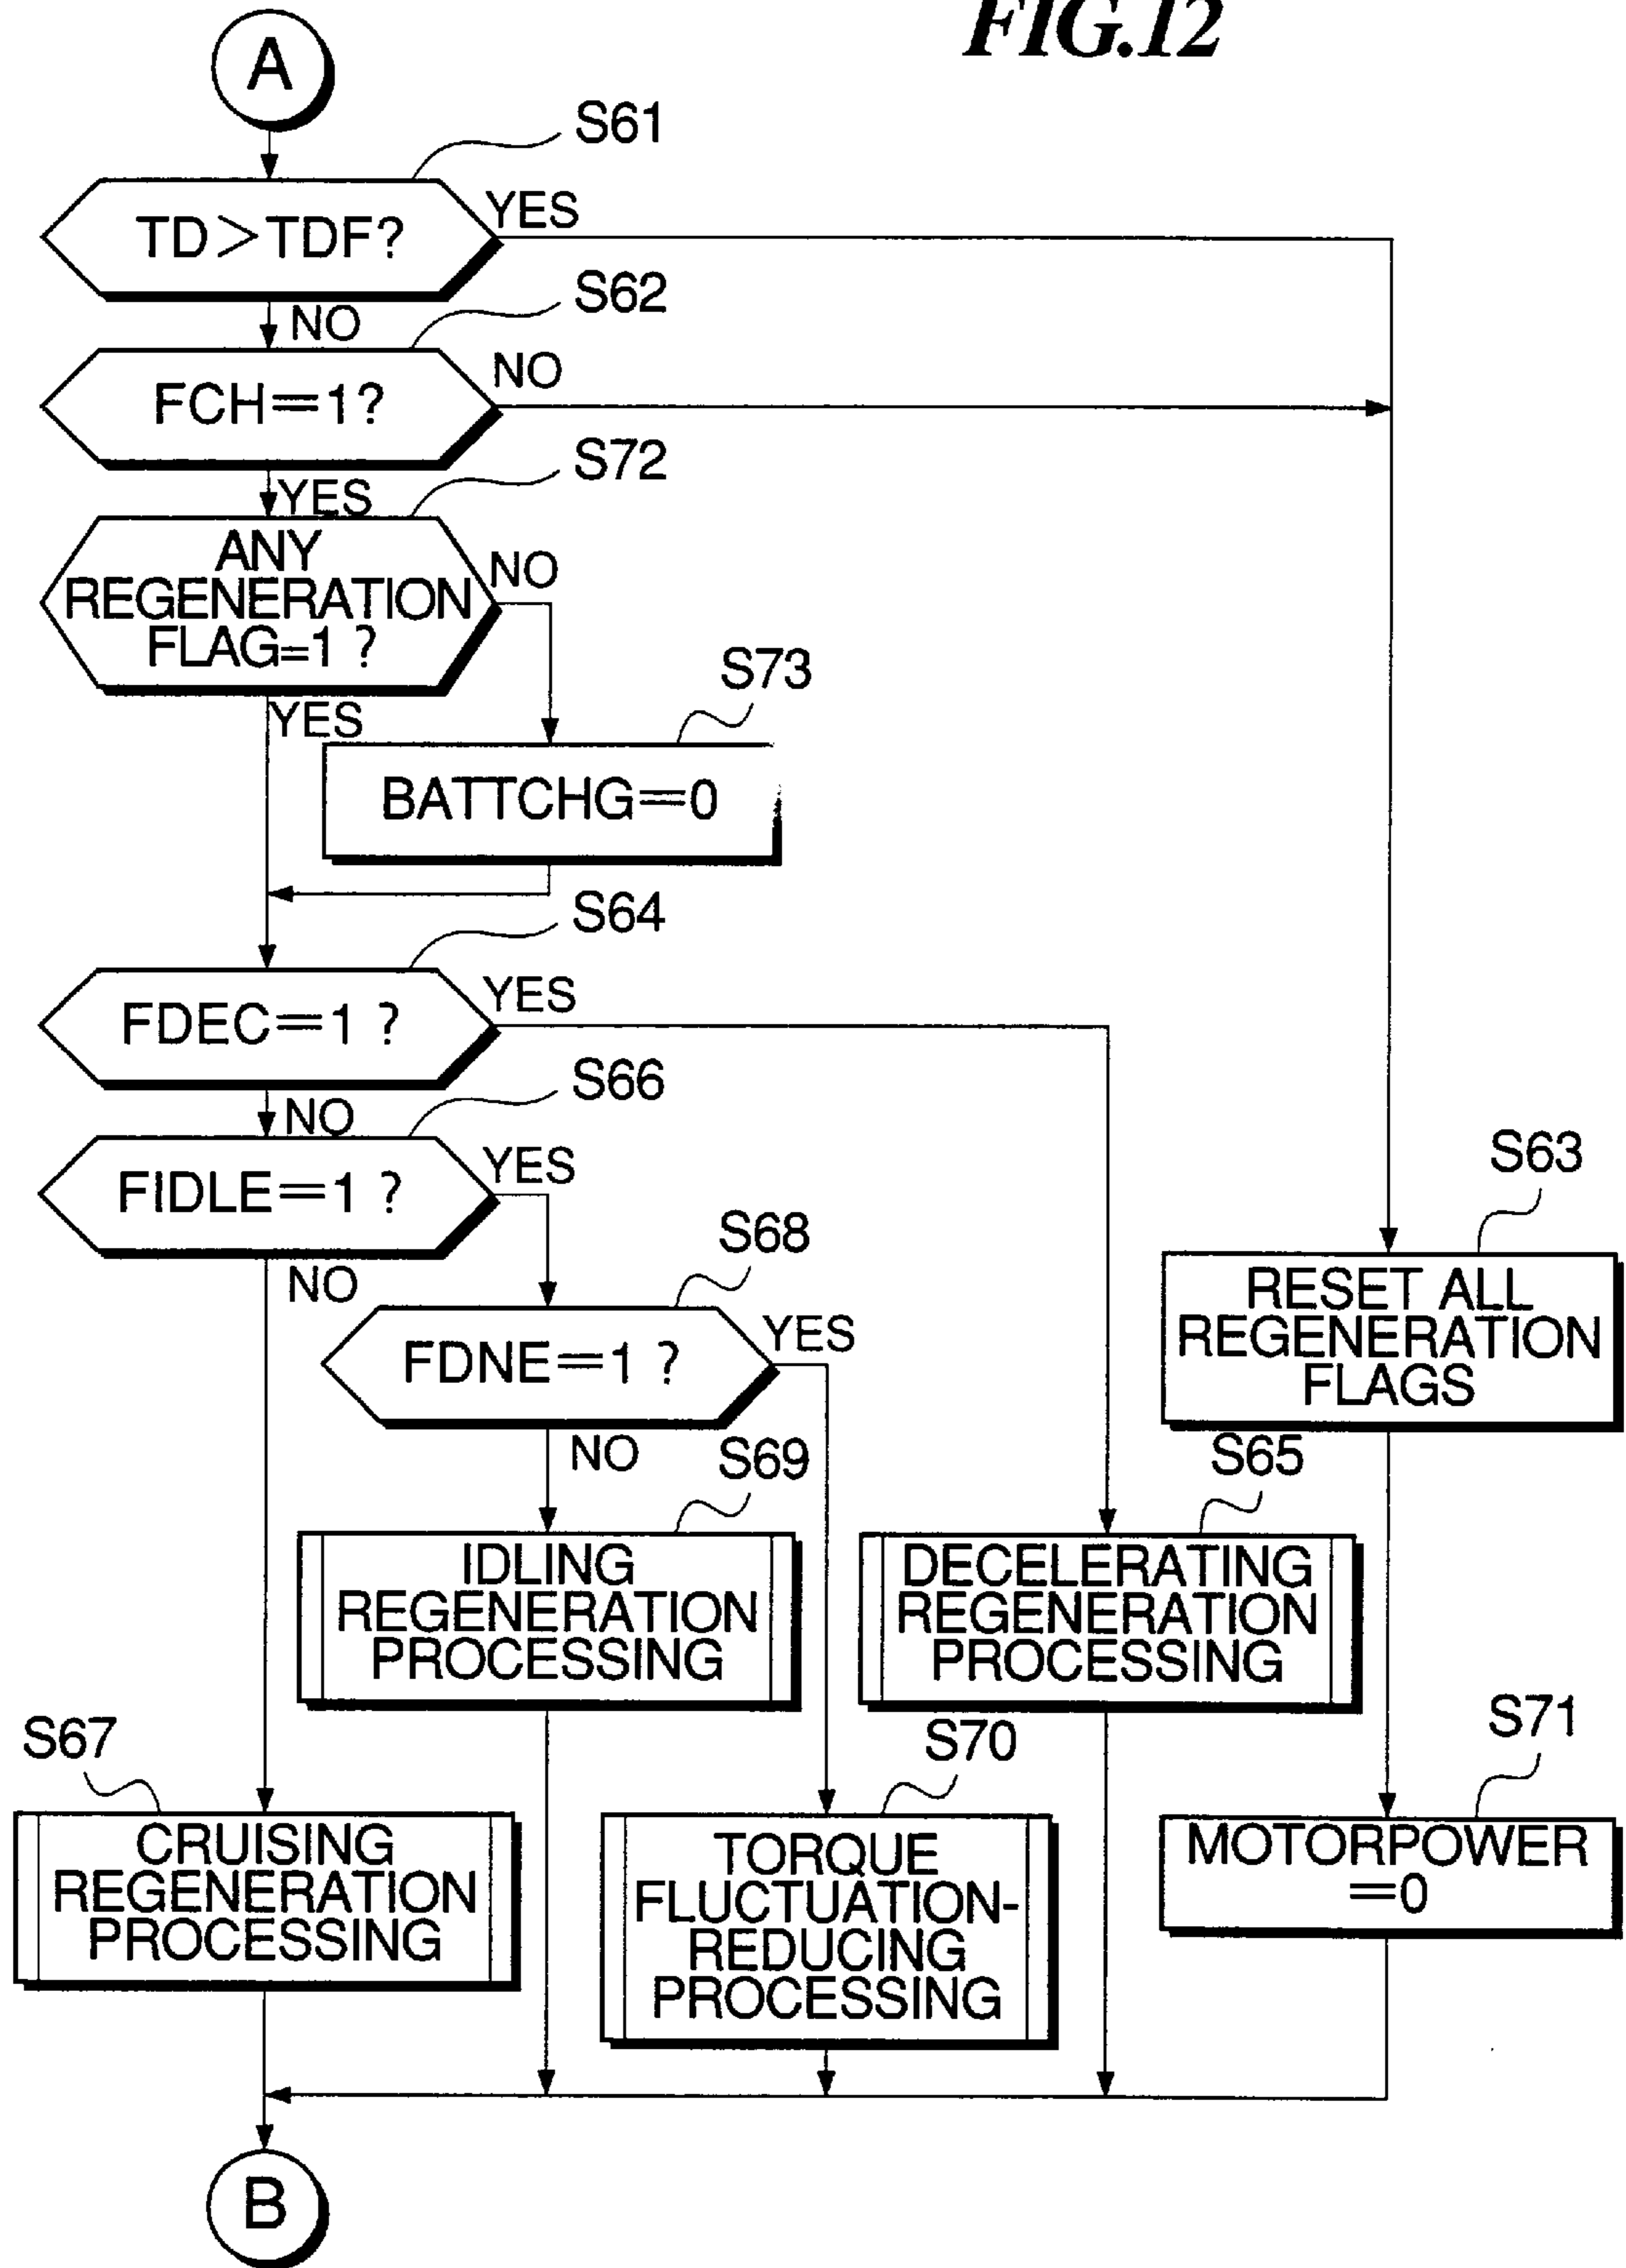 FIG.12
A
S61
TD>TDF?
YES
NO
S62
FCH=1?
NO
YES
S72
ANY
REGENERATION
FLAG=1 ?
NO
YES
S73
BATTCHG=0
S64
FDEC=1 ?
YES
NO
S66
FIDLE=1 ?
YES
NO
S68
FDNE=1 ?
YES
NO
S63
RESET ALL
REGENERATION
FLAGS
S69
IDLING
REGENERATION
PROCESSING
S65
DECELERATING
REGENERATION
PROCESSING
S67
CRUISING
REGENERATION
PROCESSING
S70
TORQUE
FLUCTUATION-
REDUCING
PROCESSING
S71
MOTORPOWER
=0
B